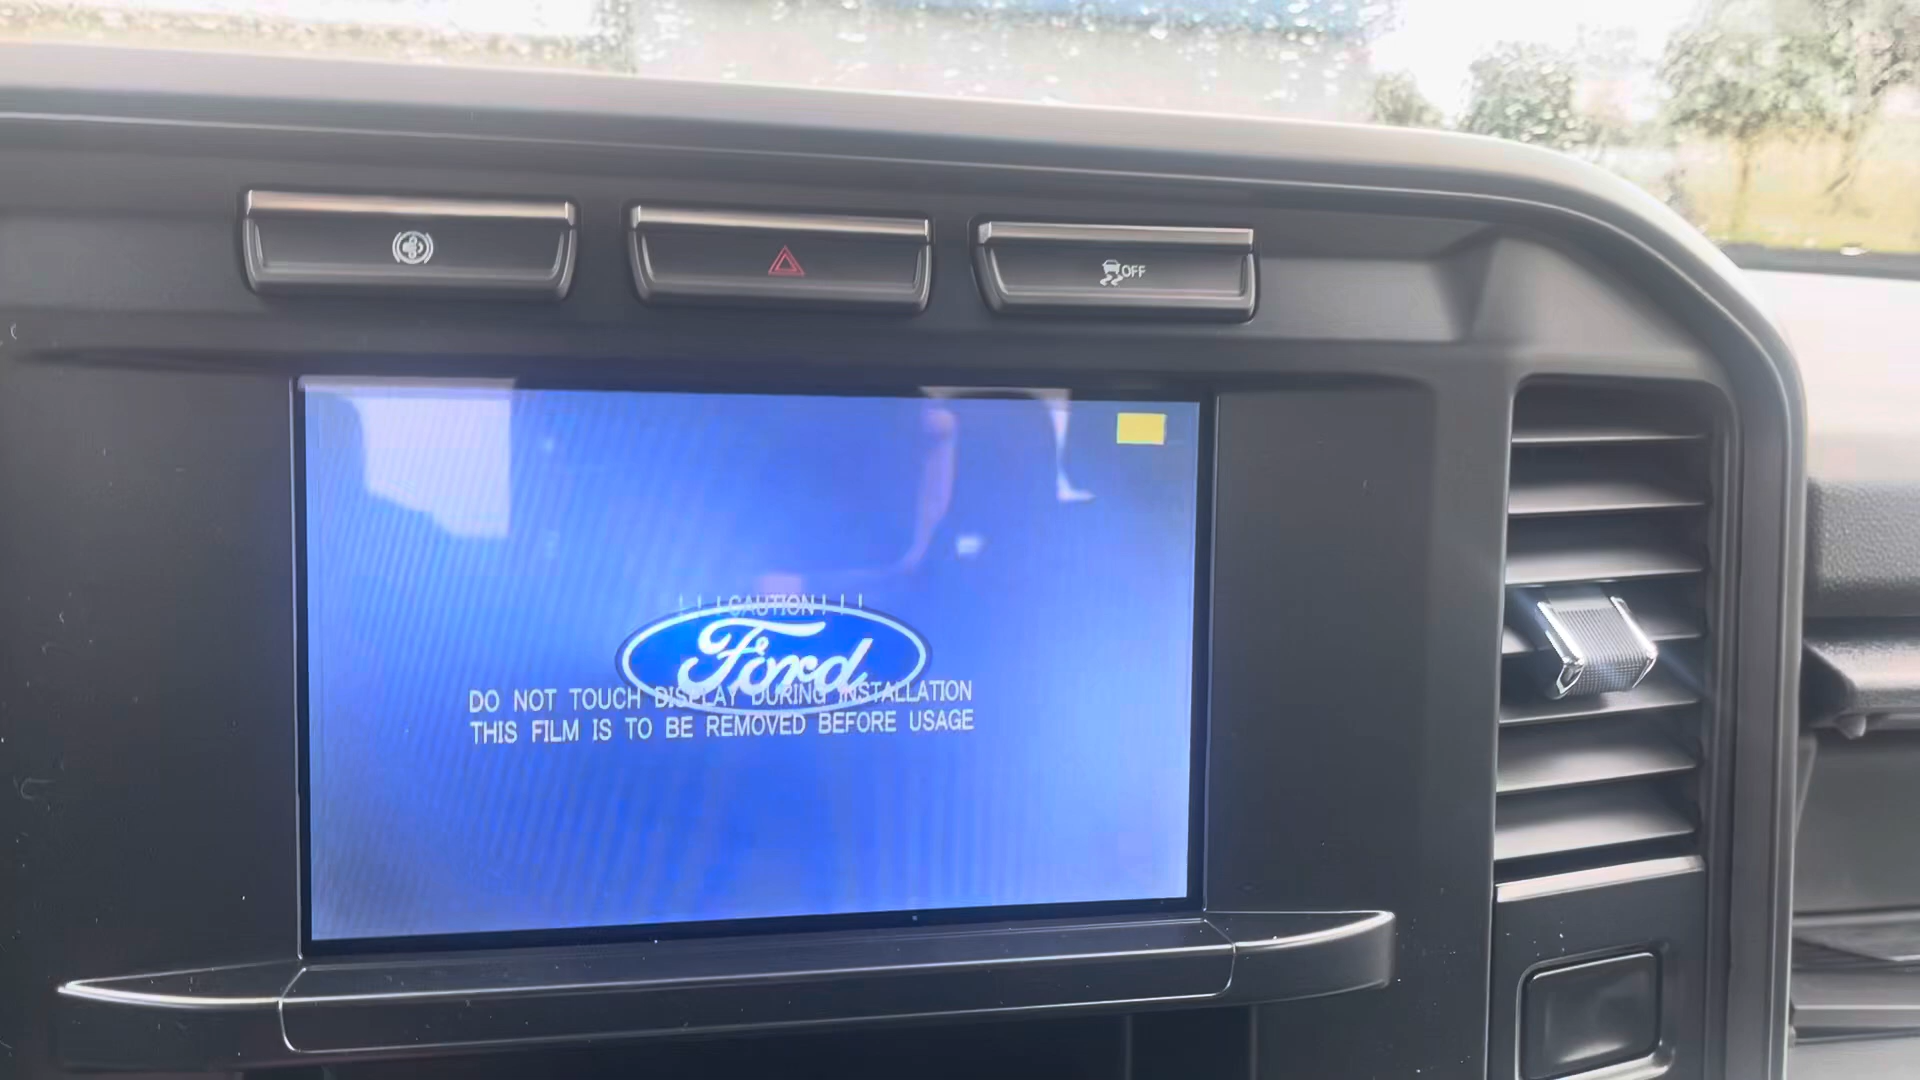 OFF
! ! ! CAUTION ! ! !
Ford
DO NOT TOUCH DISPLAY DURING INSTALLATION
THIS FILM IS TO BE REMOVED BEFORE USAGE